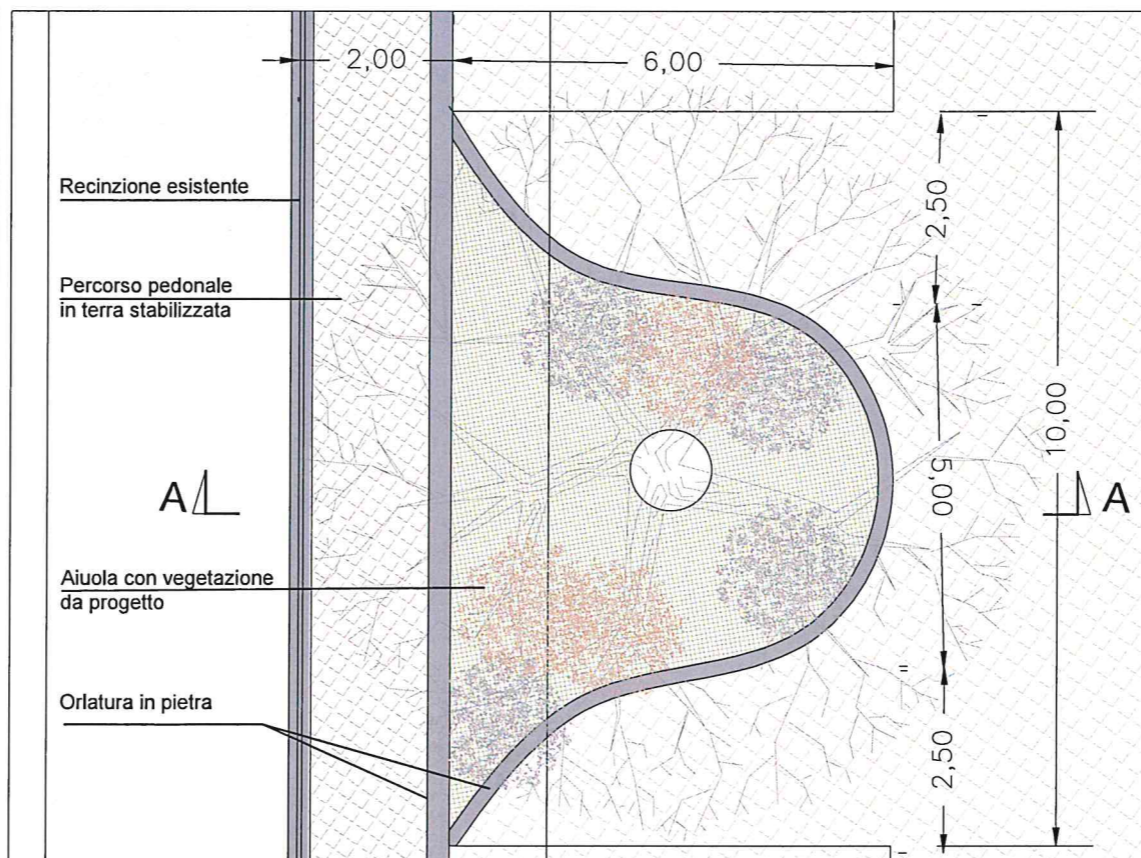 2,00
6,00
Recinzione esistente
2,50
Percorso pedonale
in terra stabilizzata
10,00
5,00
A
A
Aiuola con vegetazione
da progetto
Orlatura in pietra
2,50